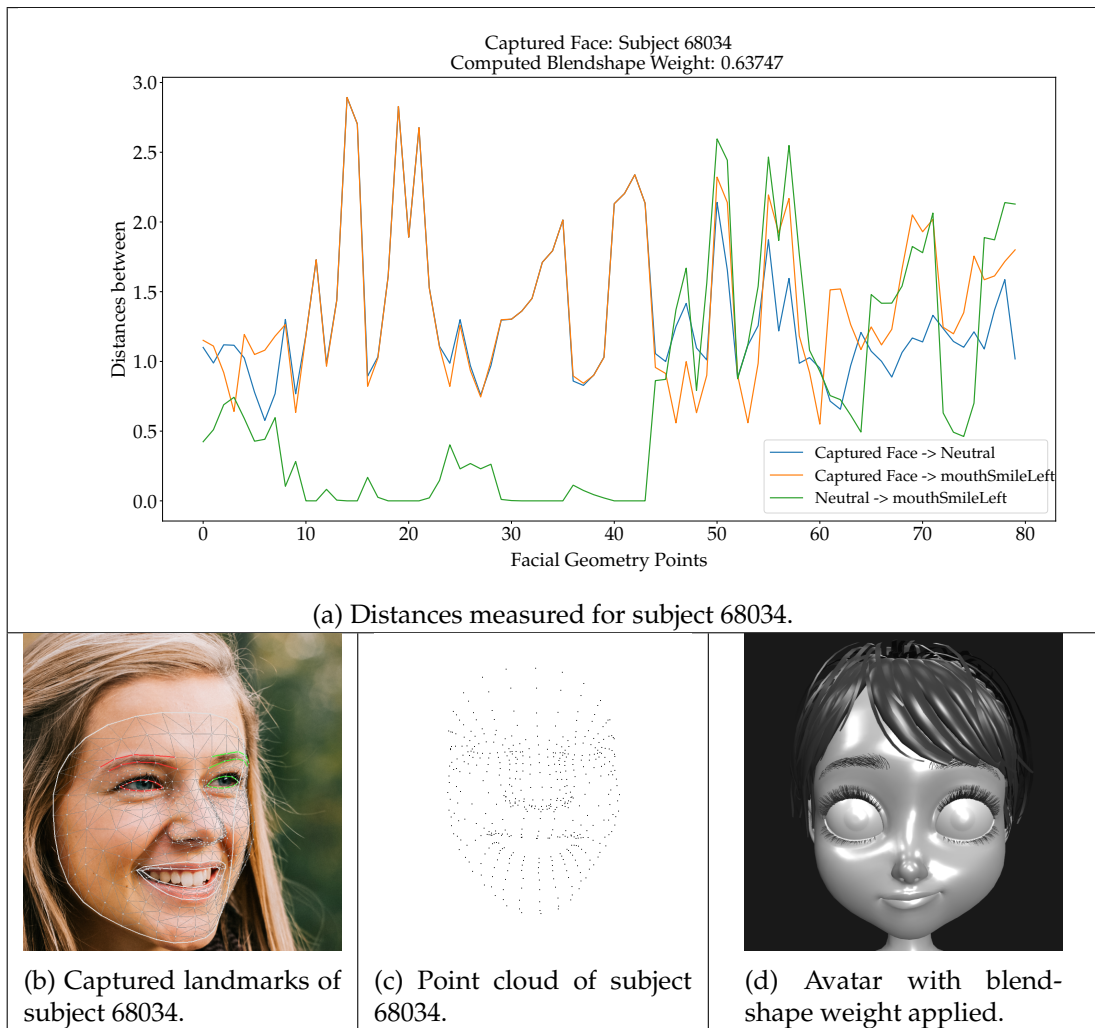 Captured Face: Subject 68034
Computed Blendshape Weight: 0.63747
3.0
2.5
2.0
1.5
1.0
0.5
0.0
Distances between
0 10 20 30 40 50 60 70 80
Facial Geometry Points
Captured Face -> Neutral
Captured Face -> mouthSmileLeft
Neutral -> mouthSmileLeft
(a) Distances measured for subject 68034.
(b) Captured landmarks of
subject 68034.
(c) Point cloud of subject
68034.
(d) Avatar with blend-
shape weight applied.